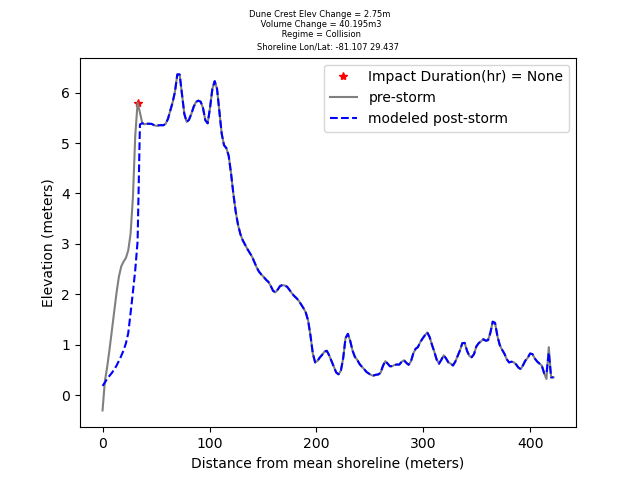 Dune Crest Elev Change = 2.75m
Volume Change = 40.195m3
Regime = Collision
Shoreline Lon/Lat: -81.107 29.437
Impact Duration(hr) = None
pre-storm
modeled post-storm
6
5
4
3
2
1
0
Elevation (meters)
0 100 200 300 400
Distance from mean shoreline (meters)